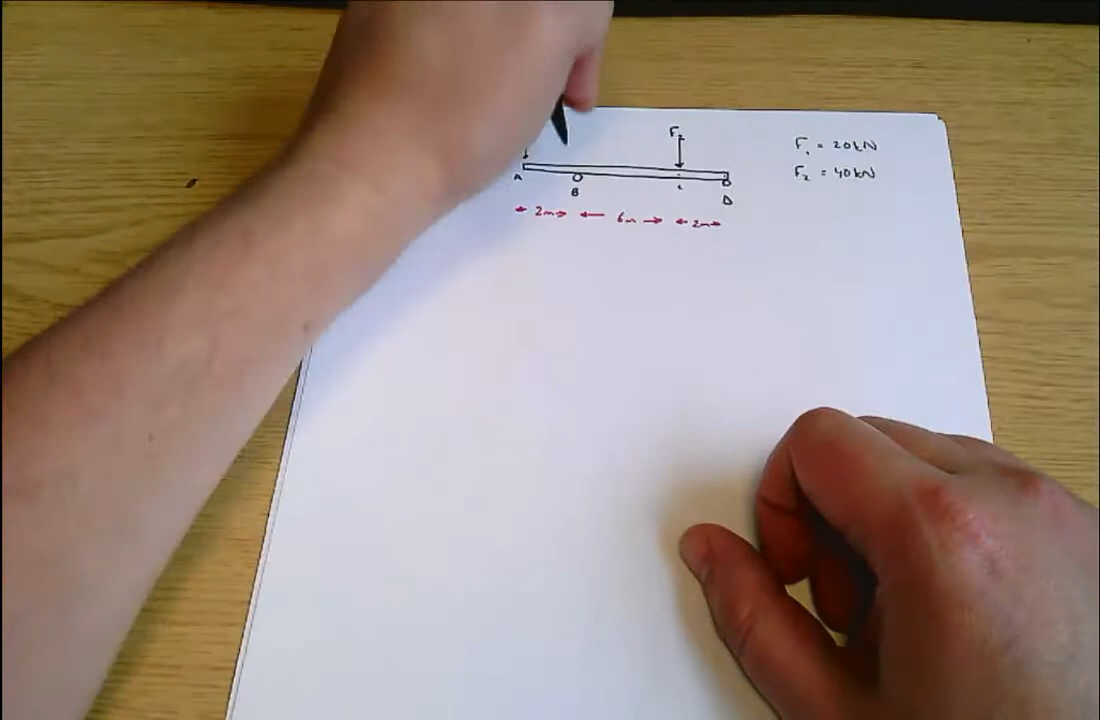 F₂
F₁ = 20kN
F₂ = 40kN
A
B
c
D
2m
6m
2m